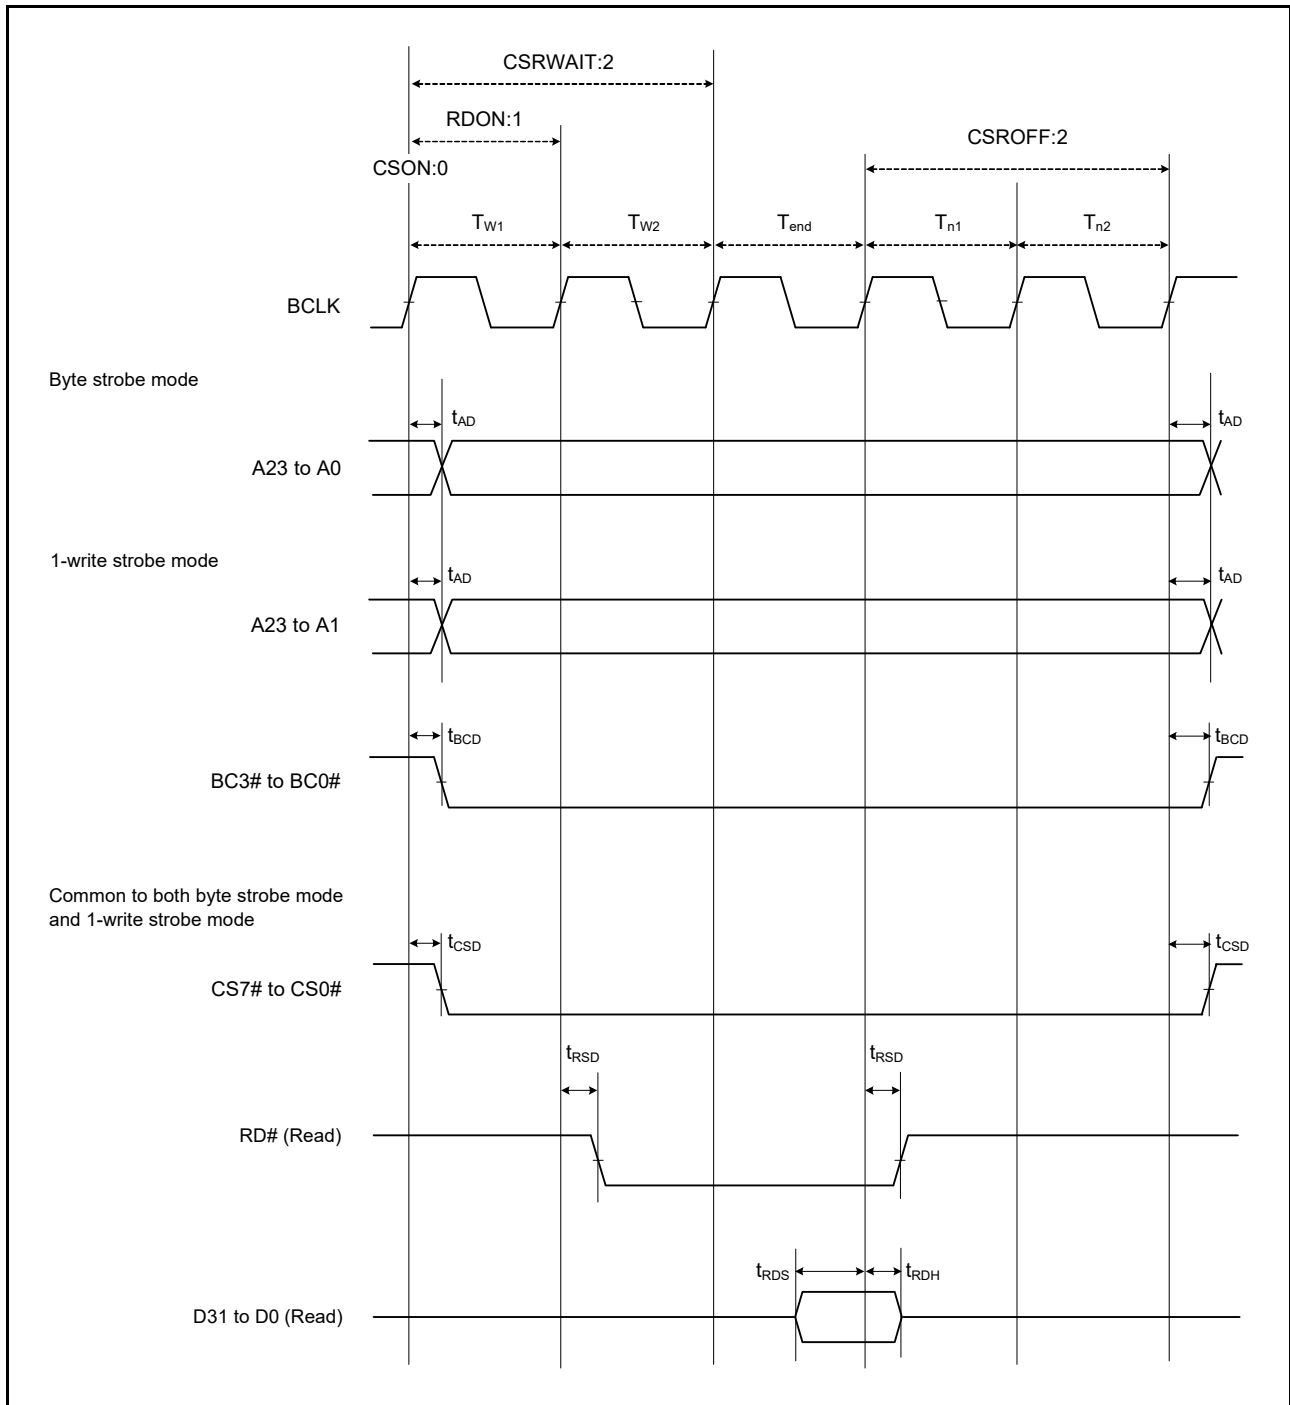 CSRWAIT:2
RDON:1
CSROFF:2
CSON:0
TW1
TW2
Tend
Tn1
Tn2
BCLK
Byte strobe mode
tAD
tAD
A23 to A0
1-write strobe mode
tAD
tAD
A23 to A1
tBCD
tBCD
BC3# to BC0#
Common to both byte strobe mode
and 1-write strobe mode
tCSD
tCSD
CS7# to CS0#
tRSD
tRSD
RD# (Read)
tRDS
tRDH
D31 to D0 (Read)